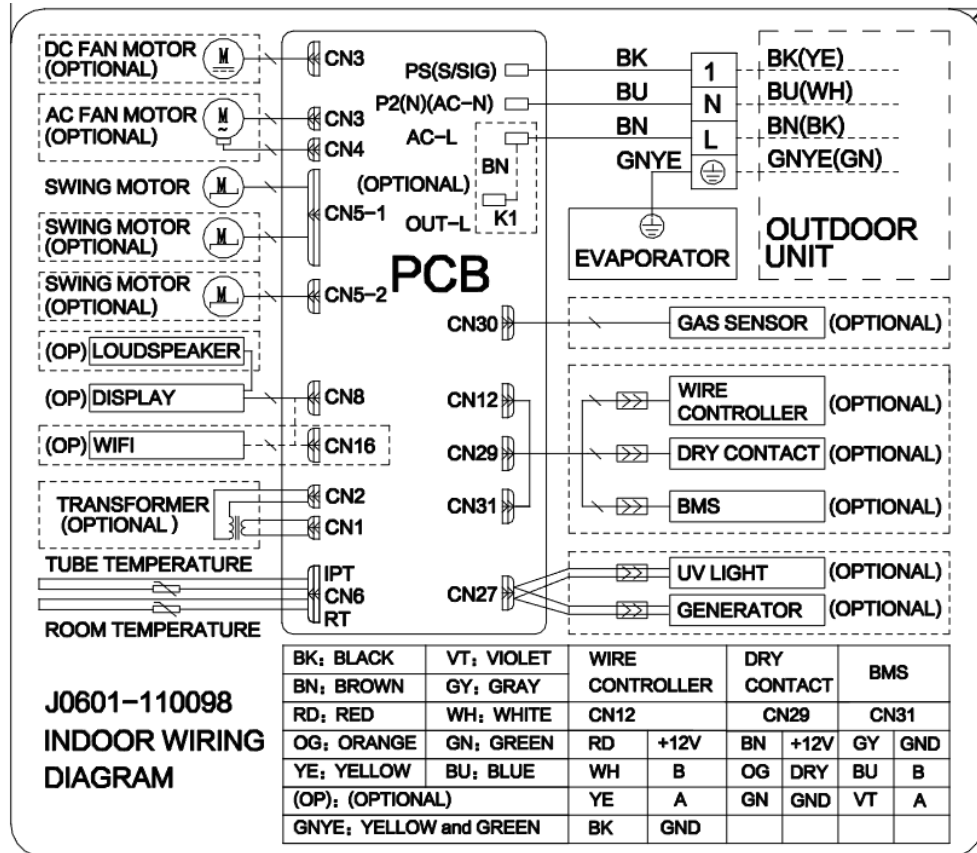 DC FAN MOTOR
(OPTIONAL)
M
CN3
AC FAN MOTOR
(OPTIONAL)
M
~
CN3
CN4
SWING MOTOR
M
SWING MOTOR
(OPTIONAL)
M
CN5-1
SWING MOTOR
(OPTIONAL)
M
CN5-2
(OP) LOUDSPEAKER
(OP) DISPLAY
CN8
(OP) WIFI
CN16
TRANSFORMER
(OPTIONAL )
CN2
CN1
TUBE TEMPERATURE
IPT
CN6
RT
ROOM TEMPERATURE
PCB
PS(S/SIG)
P2(N)(AC-N)
AC-L
BN
(OPTIONAL)
OUT-L
K1
BK
1
BK(YE)
BU
N
BU(WH)
BN
L
BN(BK)
GNYE
GNYE(GN)
EVAPORATOR
OUTDOOR
UNIT
CN30
GAS SENSOR (OPTIONAL)
CN12
WIRE
CONTROLLER (OPTIONAL)
CN29
DRY CONTACT (OPTIONAL)
CN31
BMS (OPTIONAL)
CN27
UV LIGHT (OPTIONAL)
GENERATOR (OPTIONAL)
J0601-110098
INDOOR WIRING
DIAGRAM
BK: BLACK VT: VIOLET WIRE CONTROLLER DRY CONTACT BMS
BN: BROWN GY: GRAY
RD: RED WH: WHITE CN12 CN29 CN31
OG: ORANGE GN: GREEN RD +12V BN +12V GY GND
YE: YELLOW BU: BLUE WH B OG DRY BU B
(OP): (OPTIONAL) YE A GN GND VT A
GNYE: YELLOW and GREEN BK GND